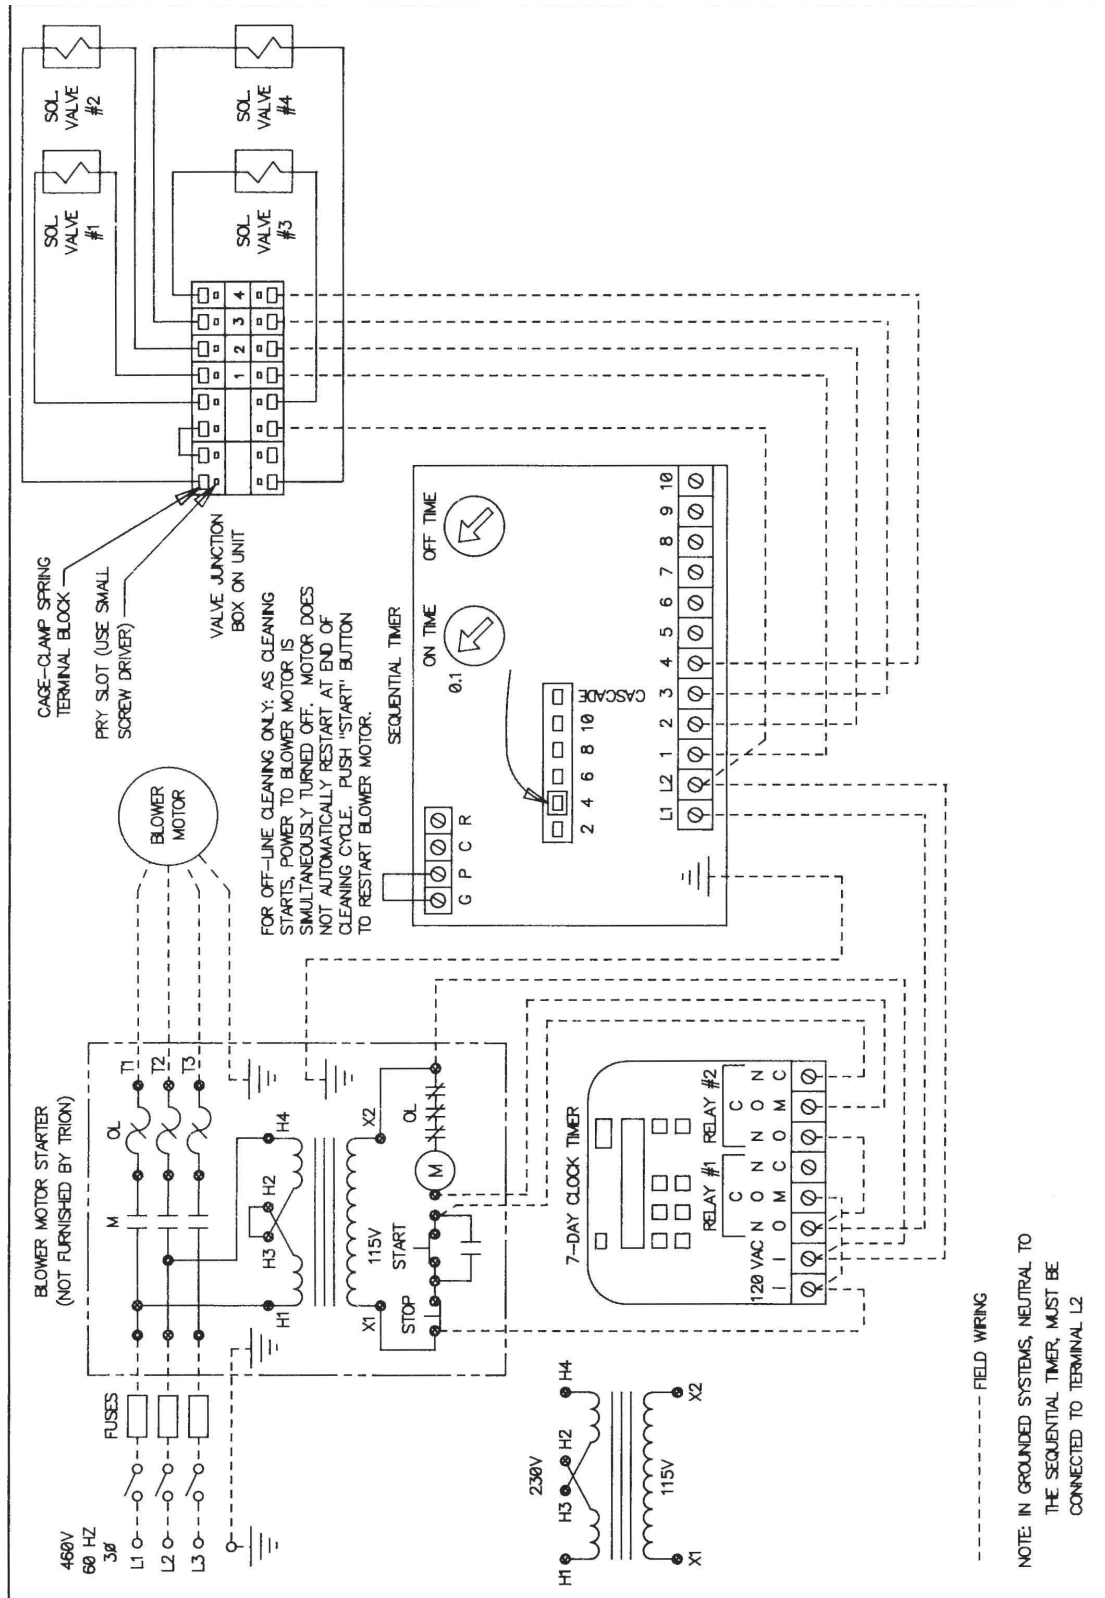 460V
60 HZ
3Ø
L1
L2
L3
FUSES
BLOWER MOTOR STARTER
(NOT FURNISHED BY TRION)
M
OL
T1
T2
T3
BLOWER
MOTOR
H1
H3
H2
H4
115V
X1
X2
STOP
START
M
OL
CAGE-CLAMP SPRING
TERMINAL BLOCK
PRY SLOT (USE SMALL
SCREW DRIVER)
VALVE JUNCTION
BOX ON UNIT
1
2
3
4
SOL.
VALVE
#1
SOL.
VALVE
#2
SOL.
VALVE
#3
SOL.
VALVE
#4
FOR OFF-LINE CLEANING ONLY: AS CLEANING
STARTS, POWER TO BLOWER MOTOR IS
SIMULTANEOUSLY TURNED OFF. MOTOR DOES
NOT AUTOMATICALLY RESTART AT END OF
CLEANING CYCLE. PUSH "START" BUTTON
TO RESTART BLOWER MOTOR.
SEQUENTIAL TIMER
ON TIME
OFF TIME
0.1
G P C R
2 4 6 8 10
CASCADE
L1 L2 1 2 3 4 5 6 7 8 9 10
230V
H1
H3
H2
H4
115V
X1
X2
7-DAY CLOCK TIMER
RELAY #1
RELAY #2
120 VAC
I
I
NO
COM
NC
NO
COM
NC
FIELD WIRING
NOTE: IN GROUNDED SYSTEMS, NEUTRAL TO
THE SEQUENTIAL TIMER, MUST BE
CONNECTED TO TERMINAL L2